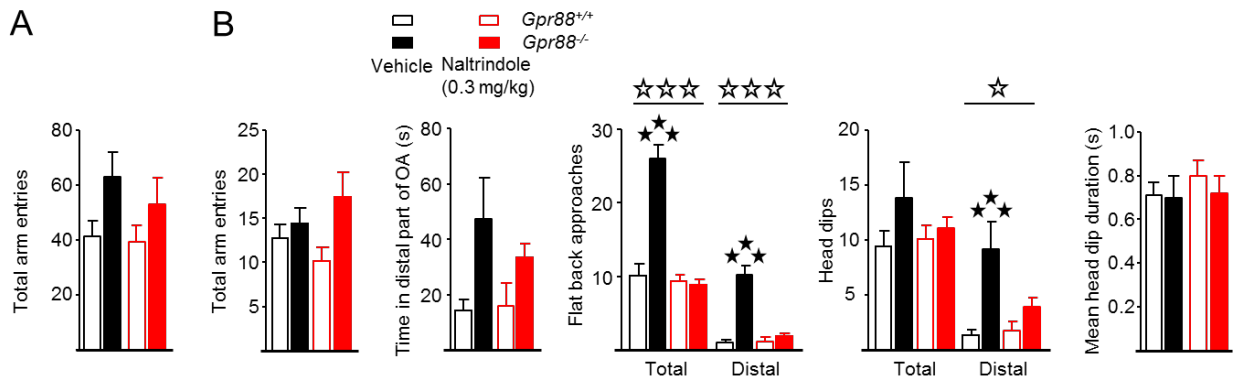 A
B
Gpr88+/+
Gpr88-/-
Vehicle
Naltrindole
(0.3 mg/kg)
Total arm entries
80
60
40
20
Total arm entries
25
20
15
10
5
Time in distal part of OA (s)
80
60
40
20
Flat back approaches
30
20
10
Total
Distal
Head dips
20
15
10
5
Total
Distal
Mean head dip duration (s)
1.0
0.8
0.6
0.4
0.2